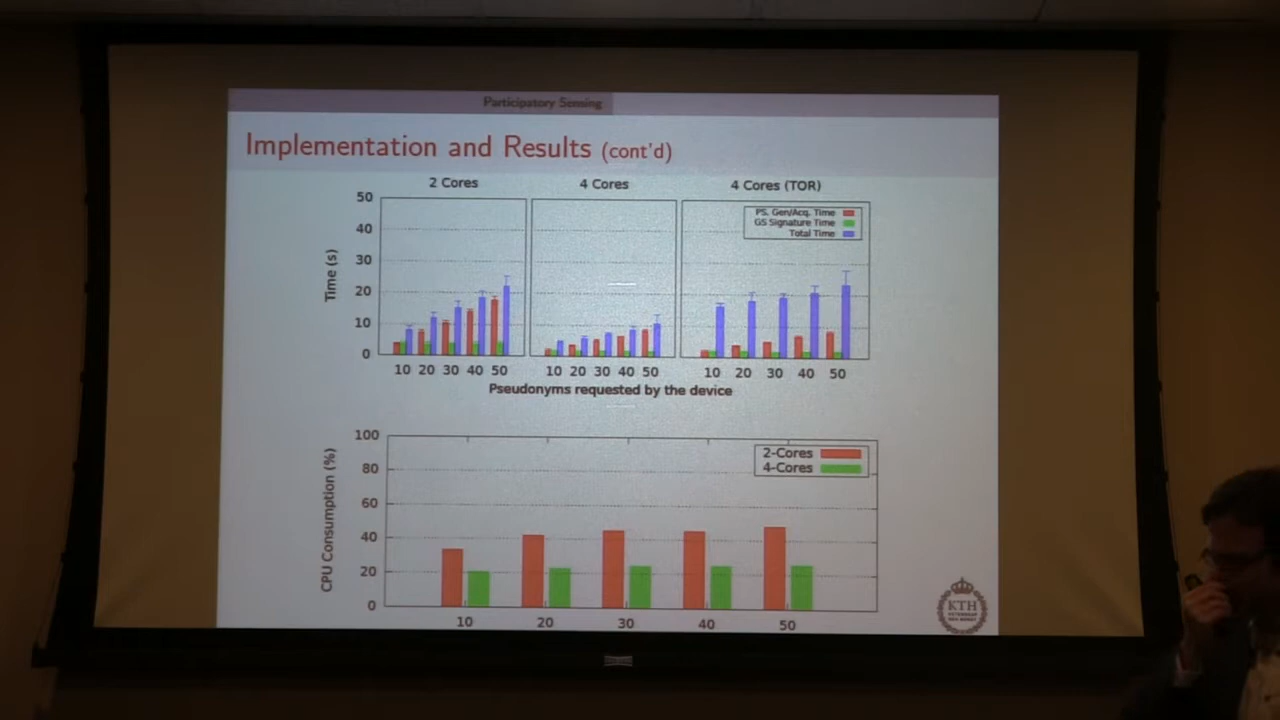 Participatory Sensing
Implementation and Results (cont'd)
2 Cores 4 Cores 4 Cores (TOR)
50
40
30
20
10
0
Time (s)
PS. Gen/Acq. Time
GS Signature Time
Total Time
10 20 30 40 50 10 20 30 40 50 10 20 30 40 50
Pseudonyms requested by the device
100
80
60
40
20
0
CPU Consumption (%)
2-Cores
4-Cores
10 20 30 40 50
KTH